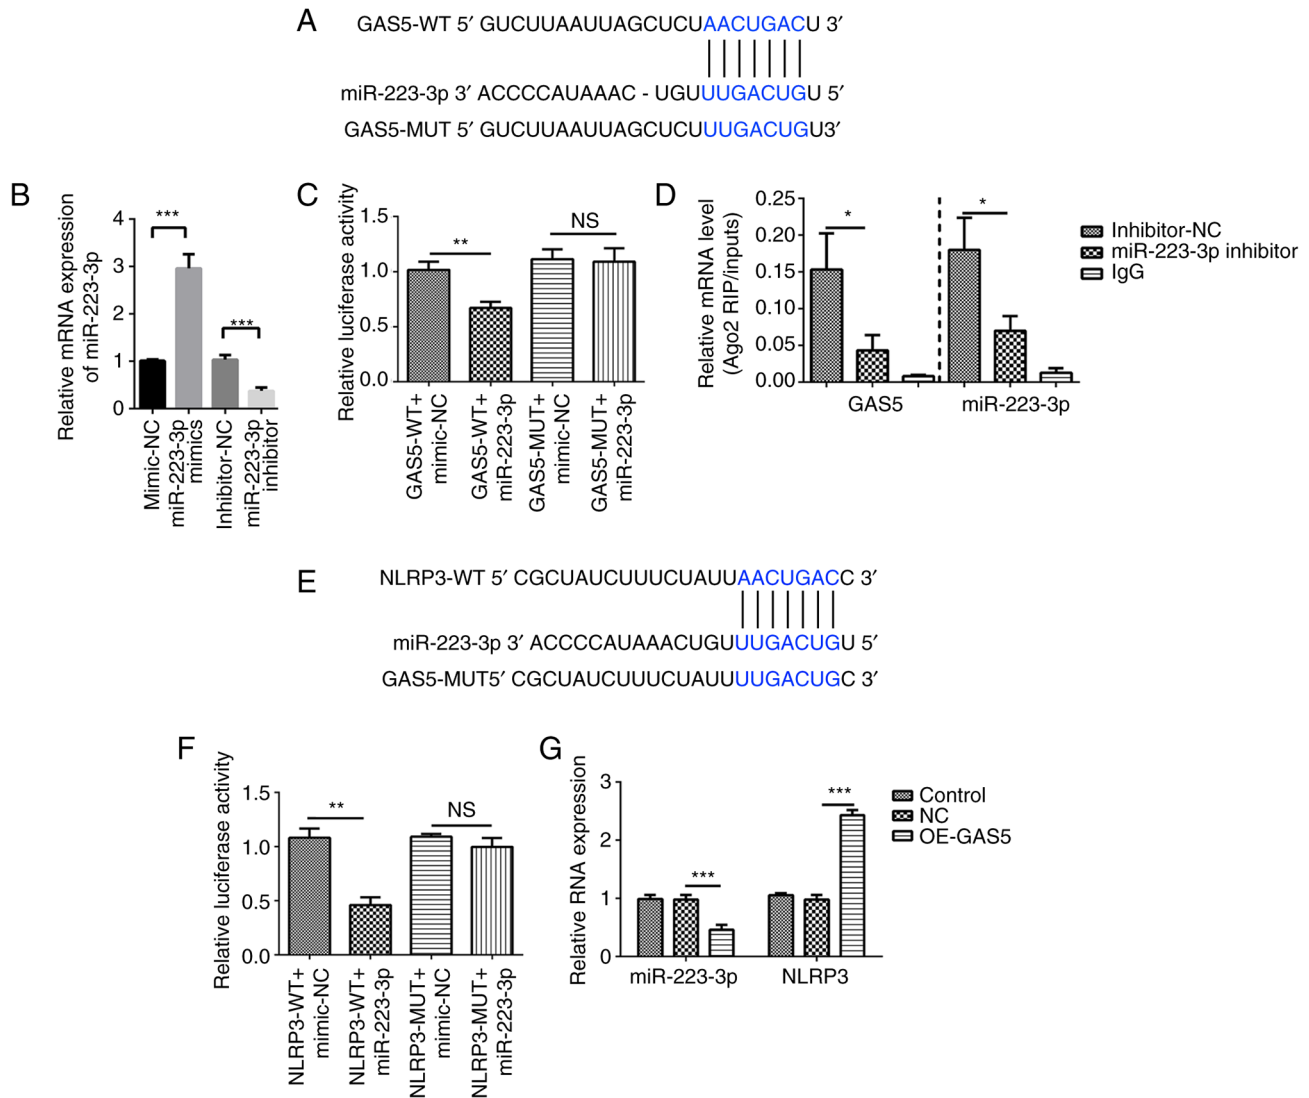 A
GAS5-WT 5′ GUCUUAAUUAGCUCUAACUGACU 3′
miR-223-3p 3′ ACCCCAUAAAC - UGUUUGACUGU 5′
GAS5-MUT 5′ GUCUUAAUUAGCUCUUUGACUGU3′
B
Relative mRNA expression
of miR-223-3p
4
3
2
1
0
***
***
Mimic-NC
miR-223-3p
mimics
Inhibitor-NC
miR-223-3p
inhibitor
C
Relative luciferase activity
1.5
1.0
0.5
0.0
**
NS
GAS5-WT+
mimic-NC
GAS5-WT+
miR-223-3p
GAS5-MUT+
mimic-NC
GAS5-MUT+
miR-223-3p
D
Relative mRNA level
(Ago2 RIP/inputs)
0.25
0.20
0.15
0.10
0.05
0.00
*
*
GAS5
miR-223-3p
Inhibitor-NC
miR-223-3p inhibitor
IgG
E
NLRP3-WT 5′ CGCUAUCUUUCUAUUAACUGACC 3′
miR-223-3p 3′ ACCCCAUAAACUGUUUGACUGU 5′
GAS5-MUT5′ CGCUAUCUUUCUAUUUUGACUGC 3′
F
Relative luciferase activity
1.5
1.0
0.5
0.0
**
NS
NLRP3-WT+
mimic-NC
NLRP3-WT+
miR-223-3p
NLRP3-MUT+
mimic-NC
NLRP3-MUT+
miR-223-3p
G
Relative RNA expression
3
2
1
0
***
***
miR-223-3p
NLRP3
Control
NC
OE-GAS5